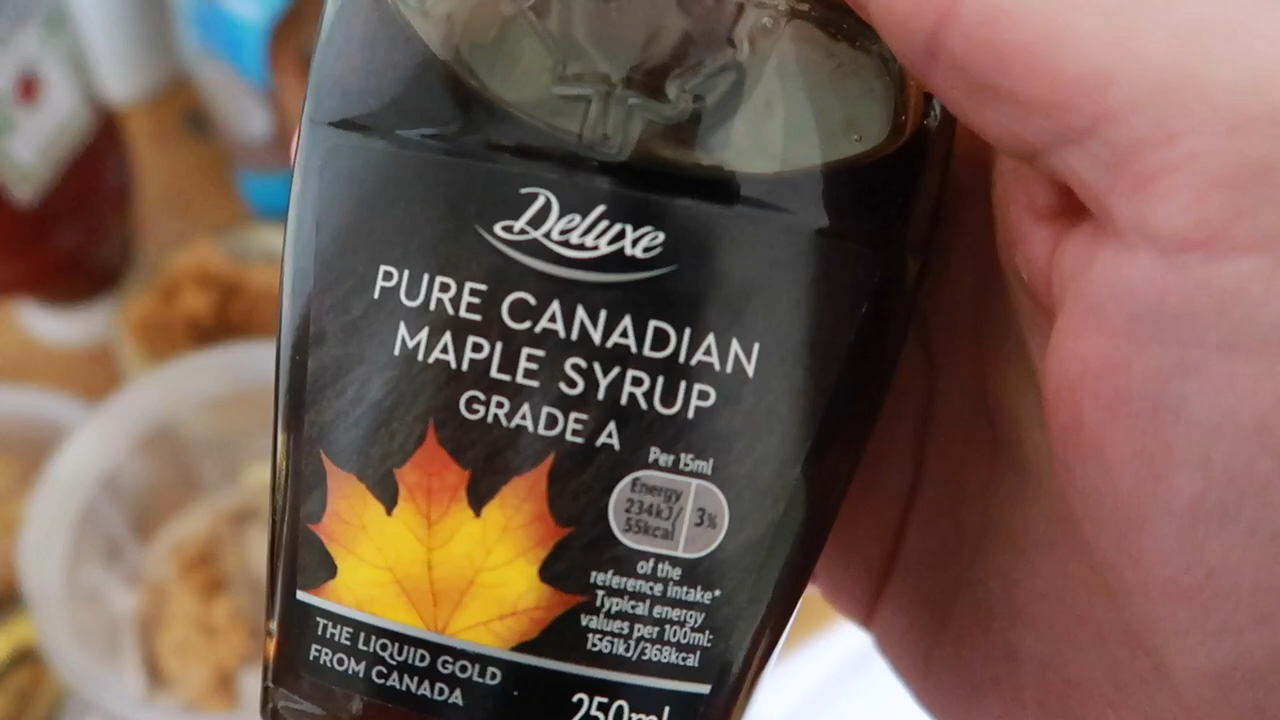 Deluxe
PURE CANADIAN
MAPLE SYRUP
GRADE A
Per 15ml
Energy
234kJ/
55kcal
3%
of the
reference intake*
Typical energy
values per 100ml:
1561kJ/368kcal
THE LIQUID GOLD
FROM CANADA
250ml